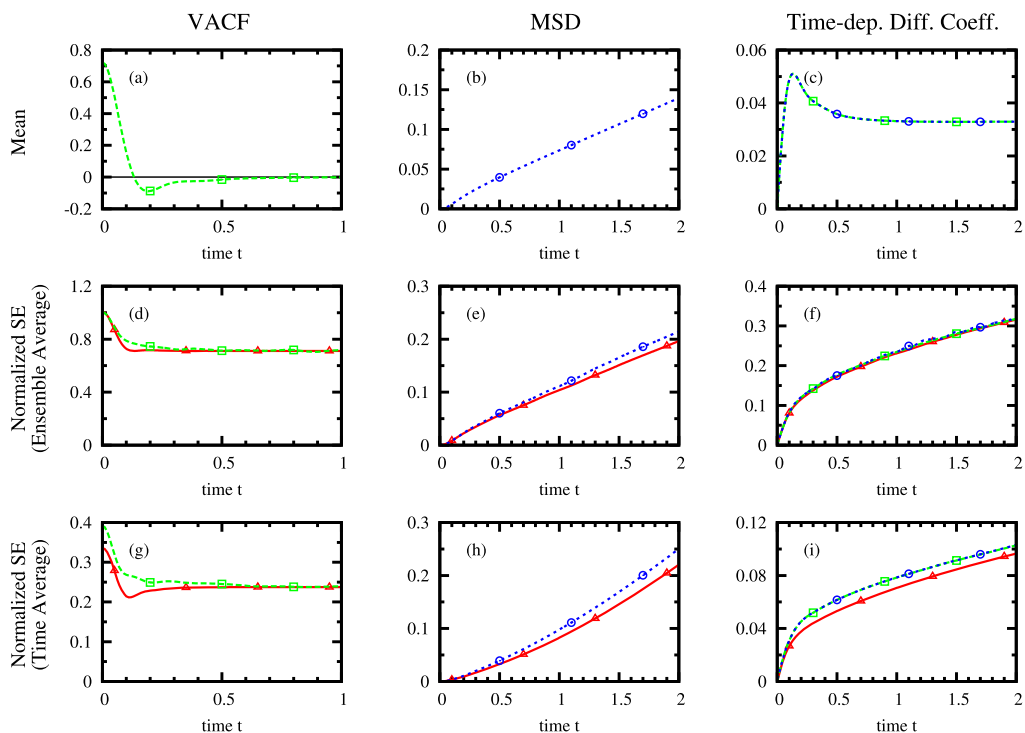 VACF MSD Time-dep. Diff. Coeff.
Mean
(a)
0.8
0.6
0.4
0.2
0
-0.2
0 0.5 1
time t
(b)
0.2
0.15
0.1
0.05
0
0 0.5 1 1.5 2
time t
(c)
0.06
0.04
0.02
0
0 0.5 1 1.5 2
time t
Normalized SE
(Ensemble Average)
(d)
1.2
0.8
0.4
0
0 0.5 1
time t
(e)
0.3
0.2
0.1
0
0 0.5 1 1.5 2
time t
(f)
0.4
0.3
0.2
0.1
0
0 0.5 1 1.5 2
time t
Normalized SE
(Time Average)
(g)
0.4
0.3
0.2
0.1
0
0 0.5 1
time t
(h)
0.3
0.2
0.1
0
0 0.5 1 1.5 2
time t
(i)
0.12
0.08
0.04
0
0 0.5 1 1.5 2
time t